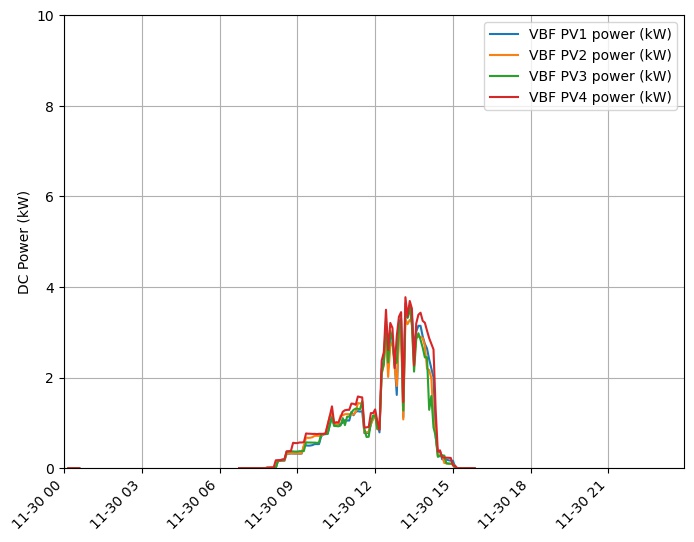 10
8
6
4
2
0
DC Power (kW)
VBF PV1 power (kW)
VBF PV2 power (kW)
VBF PV3 power (kW)
VBF PV4 power (kW)
11-30 00
11-30 03
11-30 06
11-30 09
11-30 12
11-30 15
11-30 18
11-30 21